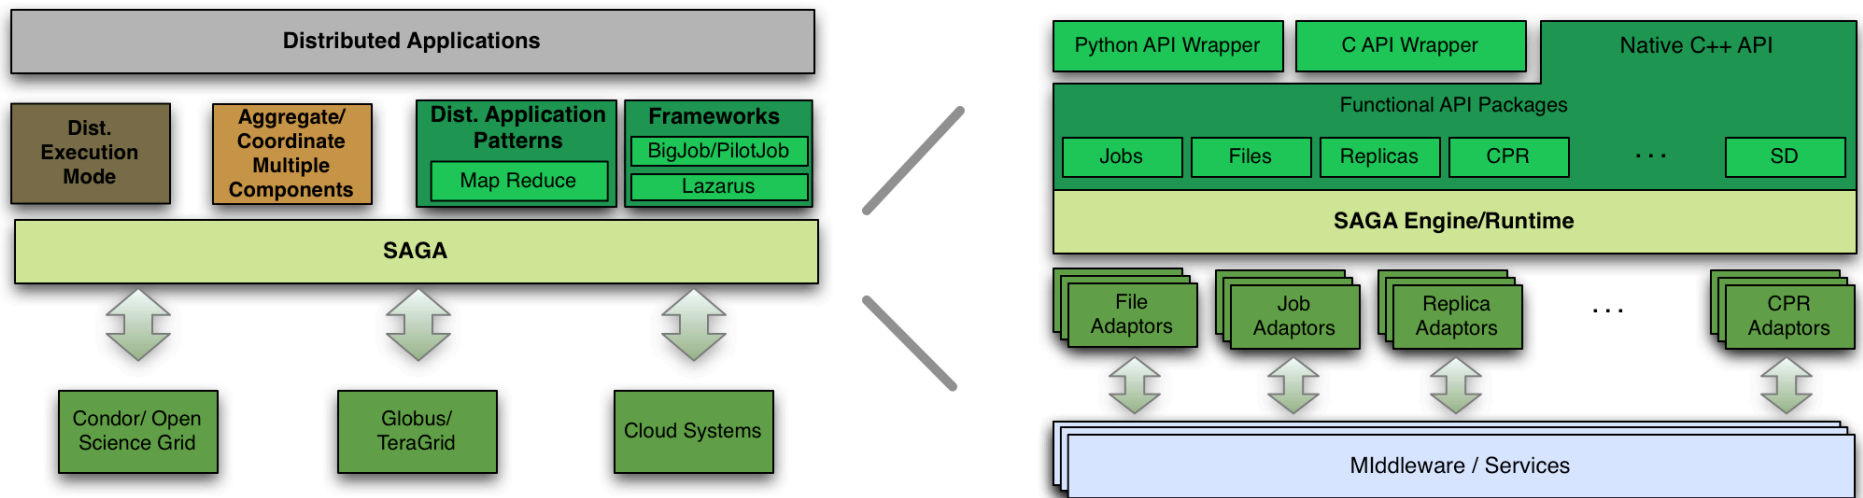 Distributed Applications
Dist.
Execution
Mode
Aggregate/
Coordinate
Multiple
Components
Dist. Application
Patterns
Map Reduce
Frameworks
BigJob/PilotJob
Lazarus
SAGA
Condor/ Open
Science Grid
Globus/
TeraGrid
Cloud Systems
Python API Wrapper
C API Wrapper
Native C++ API
Functional API Packages
Jobs
Files
Replicas
CPR
. . .
SD
SAGA Engine/Runtime
File
Adaptors
Job
Adaptors
Replica
Adaptors
. . .
CPR
Adaptors
MIddleware / Services